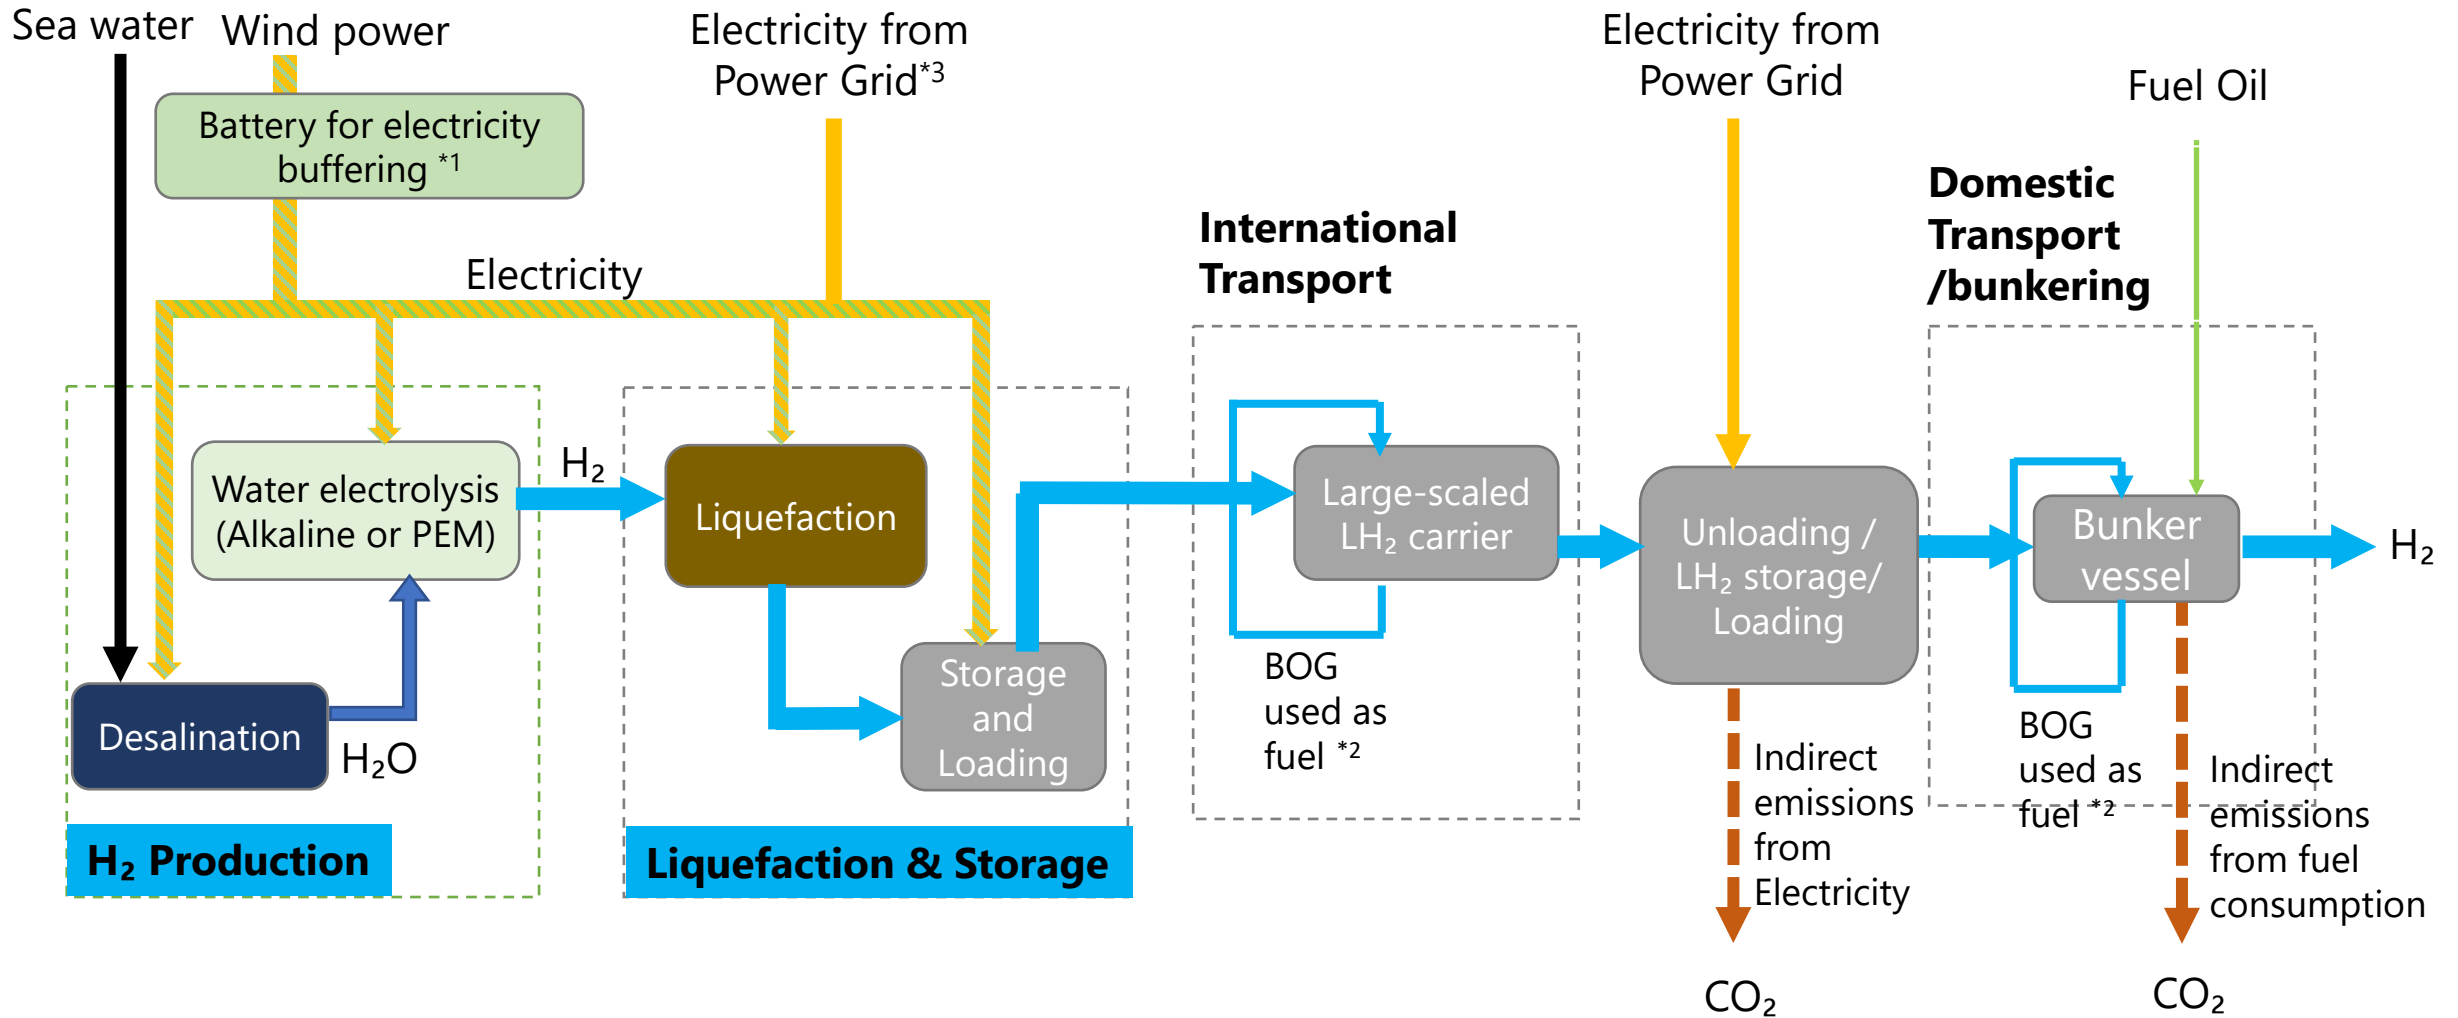 Sea water
Wind power
Electricity from
Power Grid*3
Electricity from
Power Grid
Fuel Oil
Battery for electricity
buffering *1
Electricity
International
Transport
Domestic
Transport
/bunkering
Water electrolysis
(Alkaline or PEM)
H₂
Liquefaction
Large-scaled
LH₂ carrier
Unloading /
LH₂ storage/
Loading
Bunker
vessel
H₂
Desalination
H₂O
Storage
and
Loading
BOG
used as
fuel *2
Indirect
emissions
from
Electricity
BOG
used as
fuel *2
Indirect
emissions
from fuel
consumption
H₂ Production
Liquefaction & Storage
CO₂
CO₂